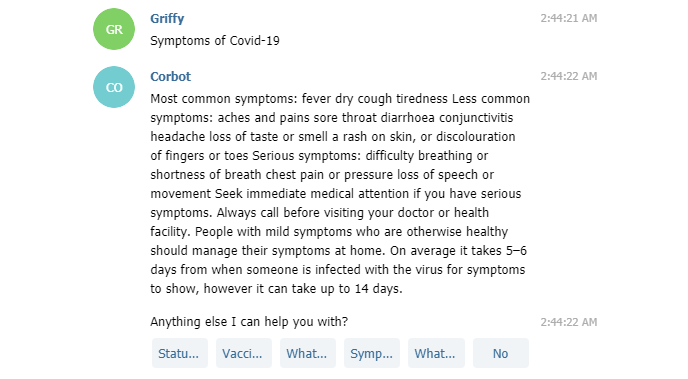 GR
Griffy
2:44:21 AM
Symptoms of Covid-19
CO
Corbot
2:44:22 AM
Most common symptoms: fever dry cough tiredness Less common
symptoms: aches and pains sore throat diarrhoea conjunctivitis
headache loss of taste or smell a rash on skin, or discolouration
of fingers or toes Serious symptoms: difficulty breathing or
shortness of breath chest pain or pressure loss of speech or
movement Seek immediate medical attention if you have serious
symptoms. Always call before visiting your doctor or health
facility. People with mild symptoms who are otherwise healthy
should manage their symptoms at home. On average it takes 5–6
days from when someone is infected with the virus for symptoms
to show, however it can take up to 14 days.
Anything else I can help you with?
2:44:22 AM
Statu... Vacci... What... Symp... What... No